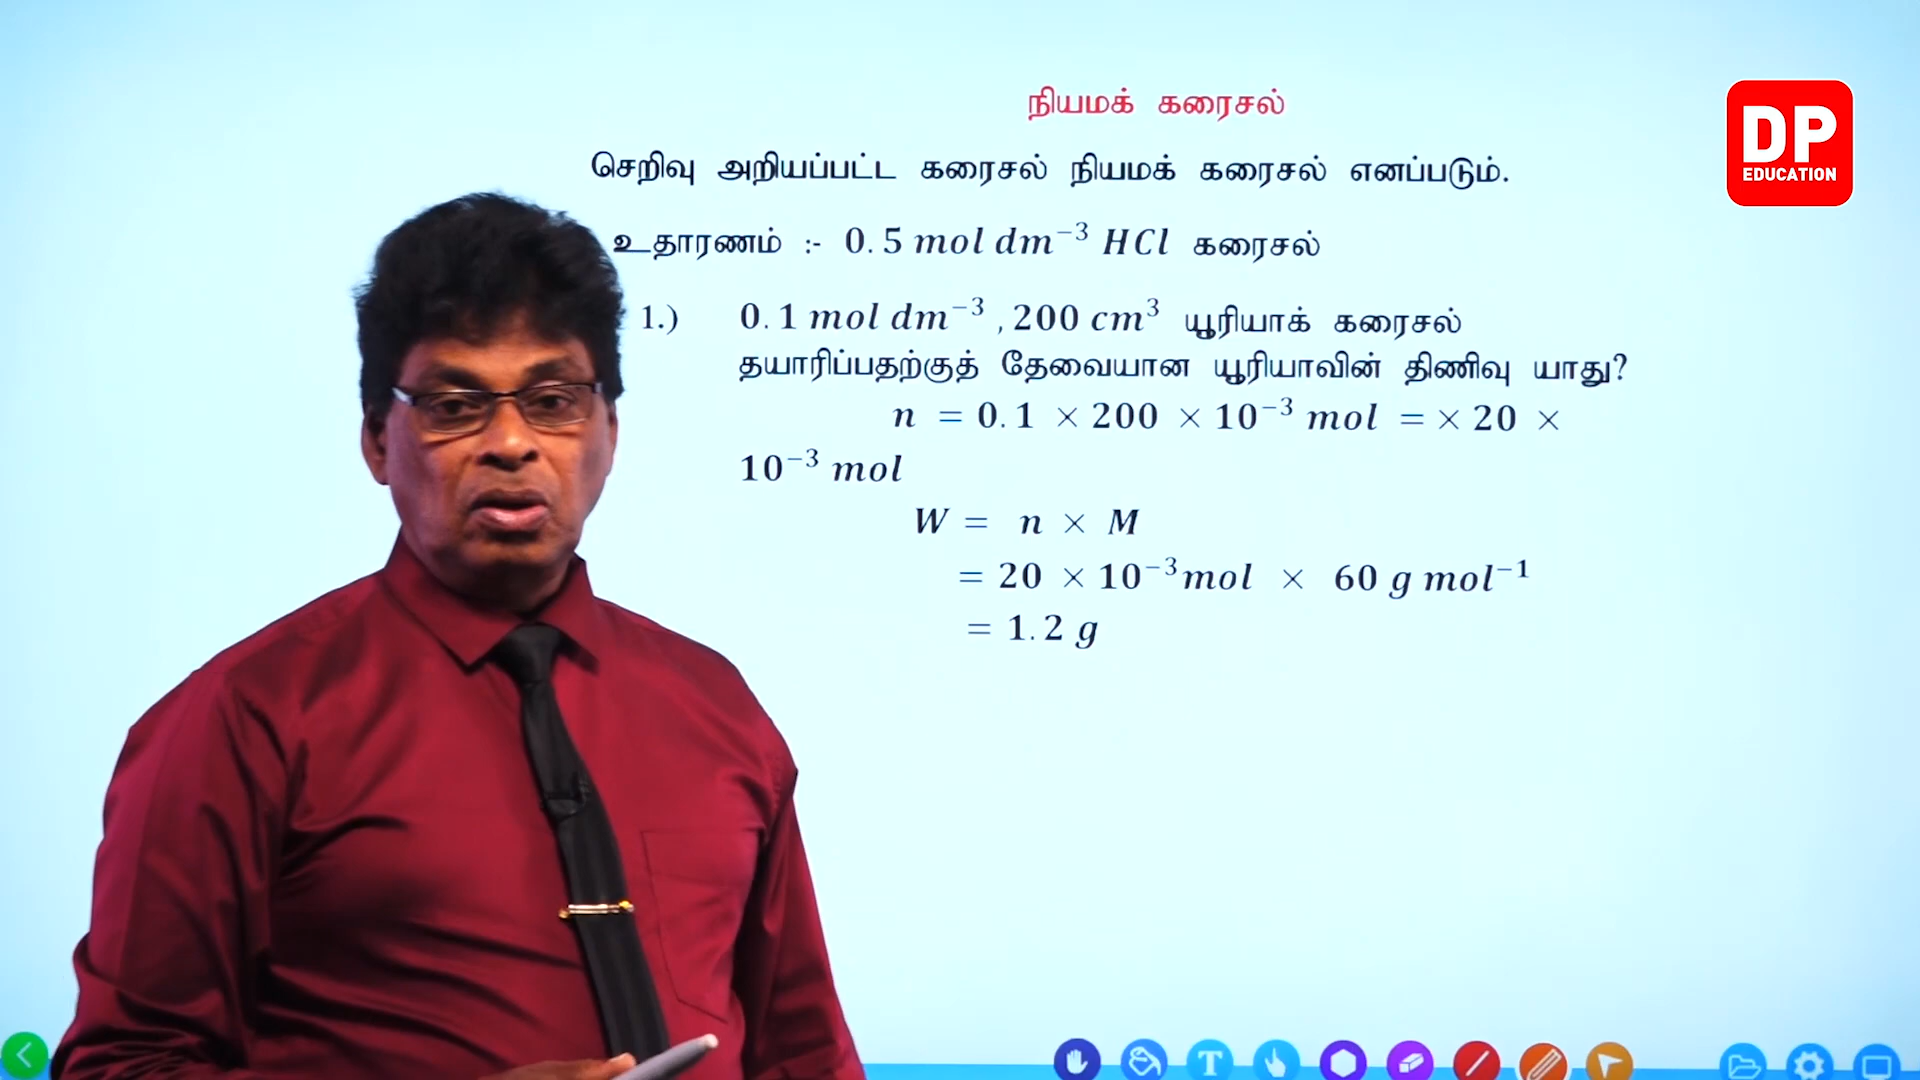 நியமக் கரைசல்
DP
EDUCATION
செறிவு அறியப்பட்ட கரைசல் நியமக் கரைசல் எனப்படும்.
உதாரணம் :- 0.5 mol dm⁻³ HCl கரைசல்
1.) 0.1 mol dm⁻³ , 200 cm³ யூரியாக் கரைசல்
தயாரிப்பதற்குத் தேவையான யூரியாவின் திணிவு யாது?
n = 0.1 × 200 × 10⁻³ mol = × 20 ×
10⁻³ mol
W = n × M
= 20 × 10⁻³ mol × 60 g mol⁻¹
= 1.2 g
T